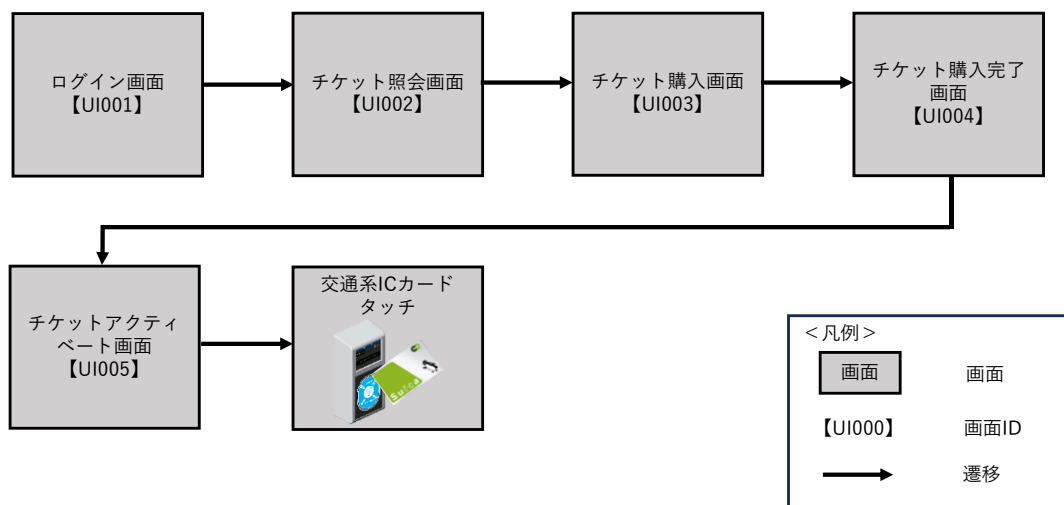 ログイン画面
【UI001】
チケット照会画面
【UI002】
チケット購入画面
【UI003】
チケット購入完了
画面
【UI004】
チケットアクティ
ベート画面
【UI005】
交通系ICカード
タッチ
Suica
＜凡例＞
画面
画面
【UI000】
画面ID
遷移